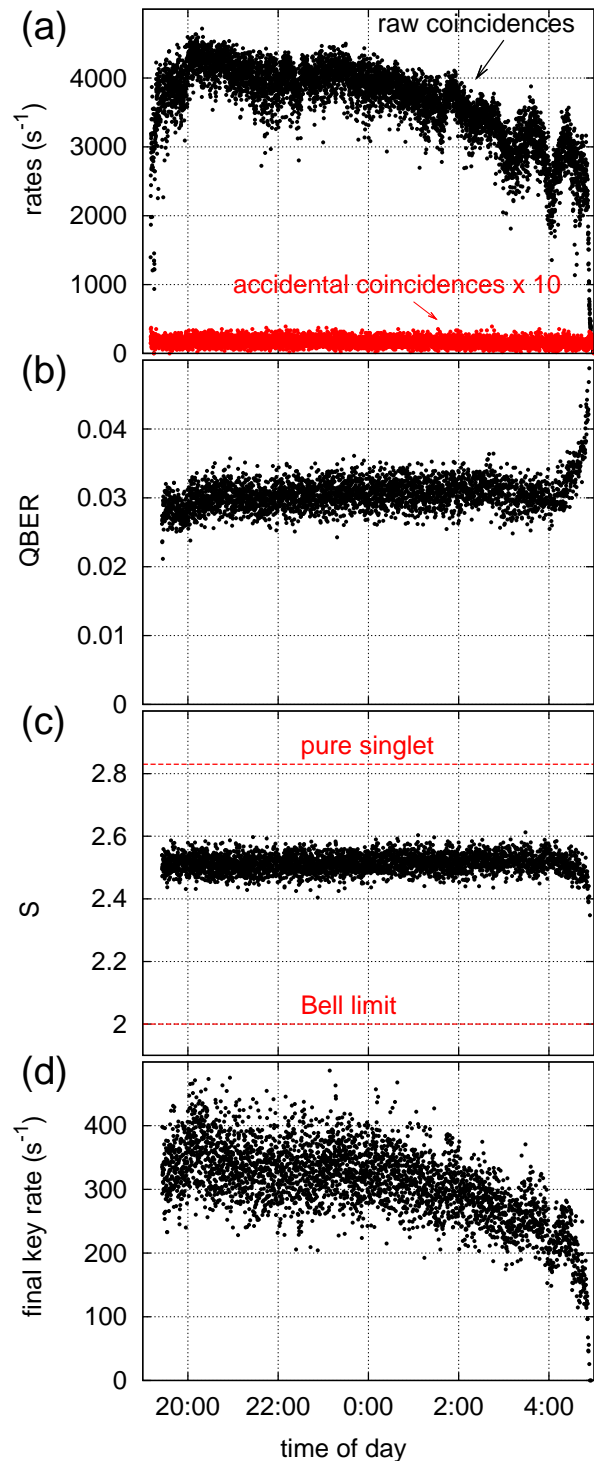 (a)
raw coincidences
4000
3000
2000
1000
0
rates (s⁻¹)
accidental coincidences x 10
(b)
0.04
0.03
0.02
0.01
0
QBER
(c)
pure singlet
2.8
2.6
2.4
2.2
2
S
Bell limit
(d)
400
300
200
100
0
final key rate (s⁻¹)
20:00 22:00 0:00 2:00 4:00
time of day